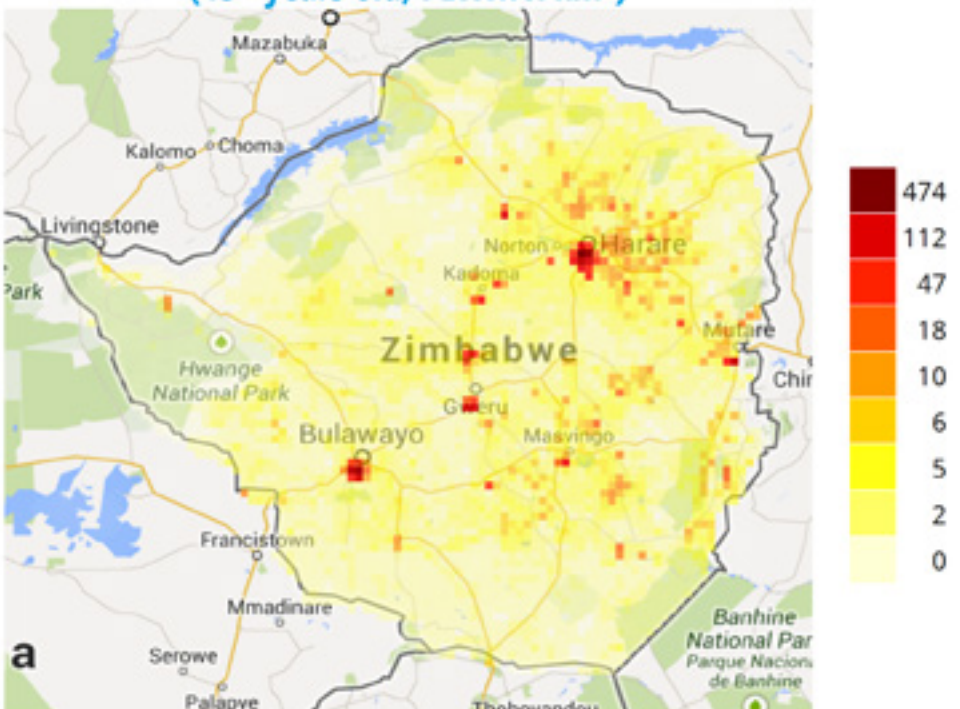 Mazabuka
Kalomo
Choma
Livingstone
Park
Norton
Harare
Kadoma
474
112
47
18
10
6
5
2
0
Zimbabwe
Mutare
Hwange
National Park
Chir
Gweru
Bulawayo
Masvingo
Francistown
Mmadinare
Banhine
National Par
Parque Nacion
de Banhine
a
Serowe
Palapye